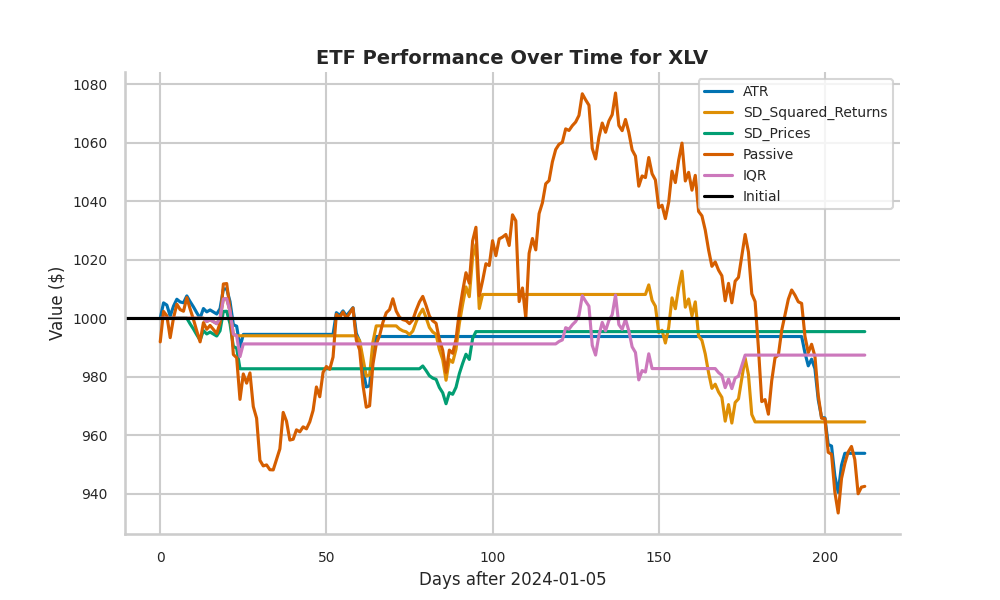 ETF Performance Over Time for XLV
Value ($)
1080
1060
1040
1020
1000
980
960
940
ATR
SD_Squared_Returns
SD_Prices
Passive
IQR
Initial
0 50 100 150 200
Days after 2024-01-05